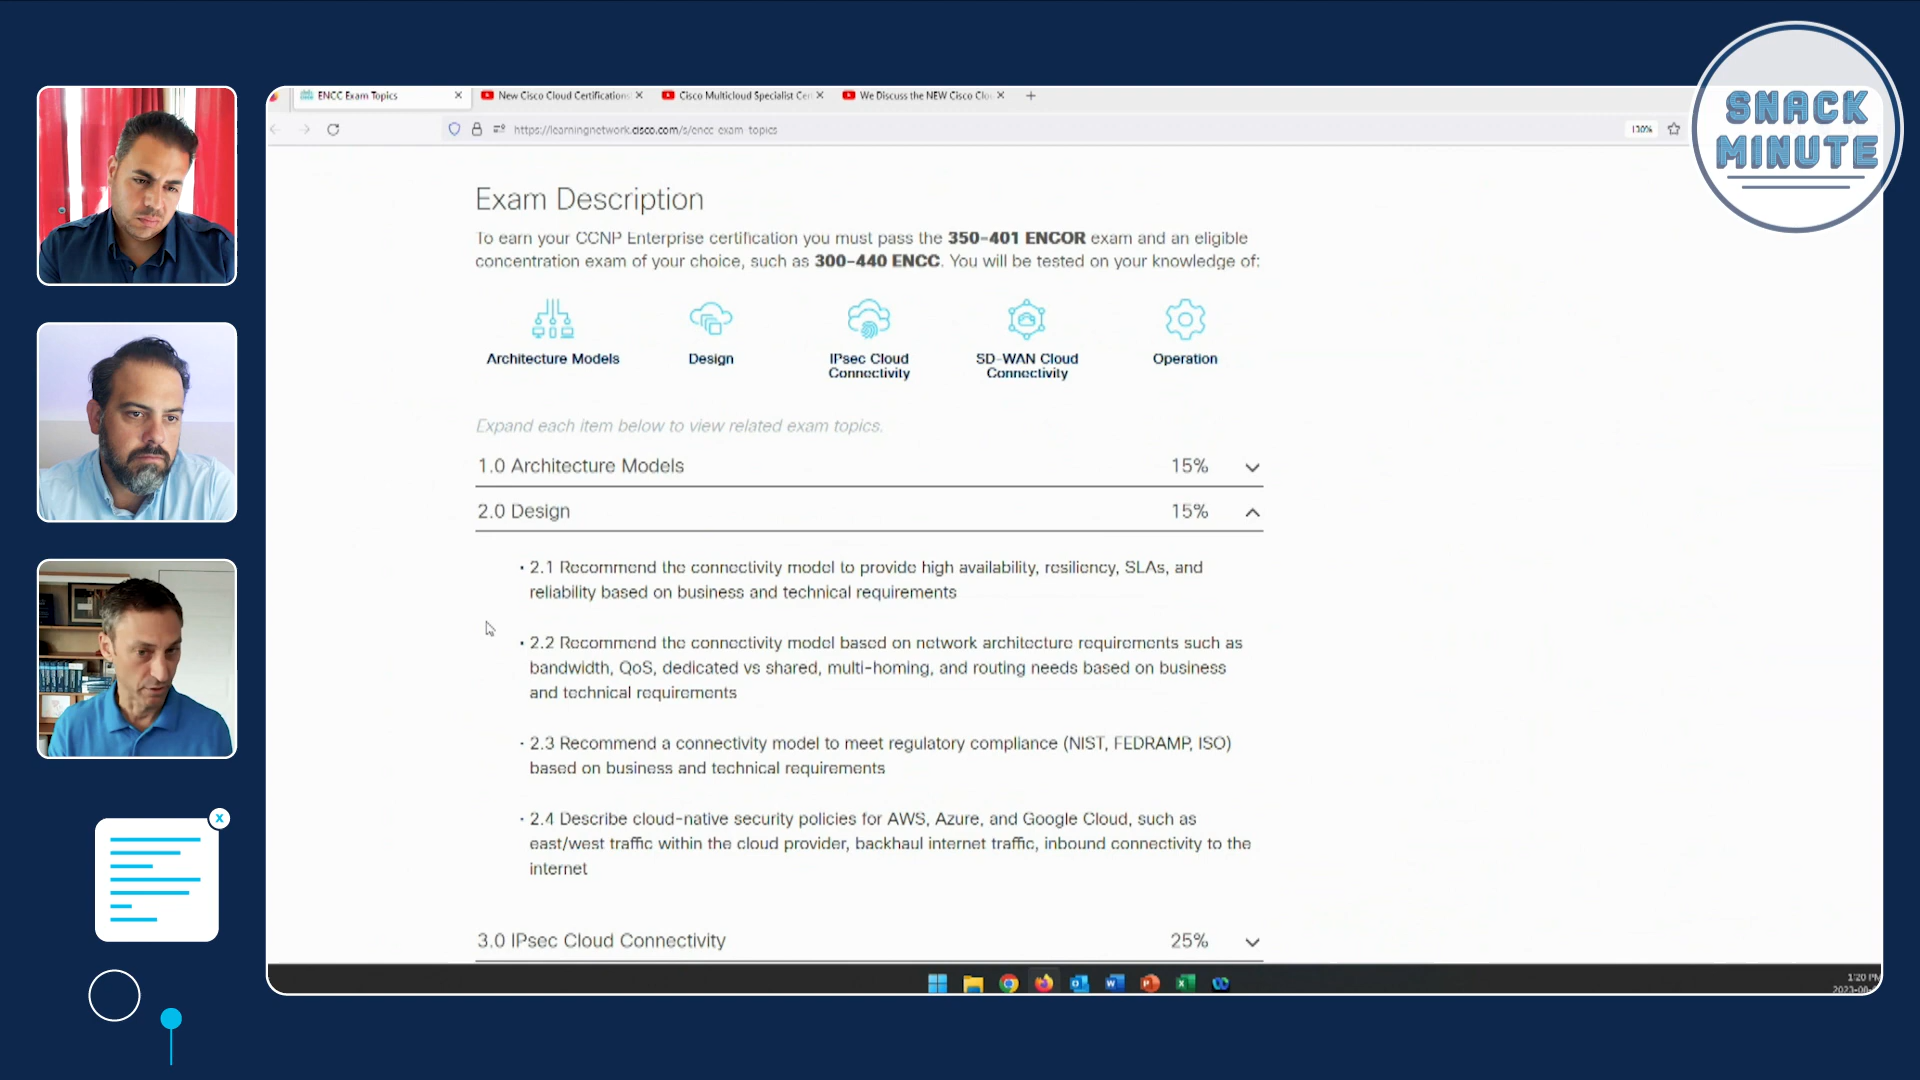 SNACK
MINUTE
ENCC Exam Topics
New Cisco Cloud Certification
Cisco Multicloud Specialist Cer
We Discuss the NEW Cisco Clo
https://learningnetwork.cisco.com/s/encc-exam-topics
130%
Exam Description
To earn your CCNP Enterprise certification you must pass the 350-401 ENCOR exam and an eligible
concentration exam of your choice, such as 300-440 ENCC. You will be tested on your knowledge of:
Architecture Models
Design
IPsec Cloud
Connectivity
SD-WAN Cloud
Connectivity
Operation
Expand each item below to view related exam topics.
1.0 Architecture Models 15%
2.0 Design 15%
• 2.1 Recommend the connectivity model to provide high availability, resiliency, SLAs, and
reliability based on business and technical requirements
• 2.2 Recommend the connectivity model based on network architecture requirements such as
bandwidth, QoS, dedicated vs shared, multi-homing, and routing needs based on business
and technical requirements
• 2.3 Recommend a connectivity model to meet regulatory compliance (NIST, FEDRAMP, ISO)
based on business and technical requirements
• 2.4 Describe cloud-native security policies for AWS, Azure, and Google Cloud, such as
east/west traffic within the cloud provider, backhaul internet traffic, inbound connectivity to the
internet
3.0 IPsec Cloud Connectivity 25%
x
1:20 PM